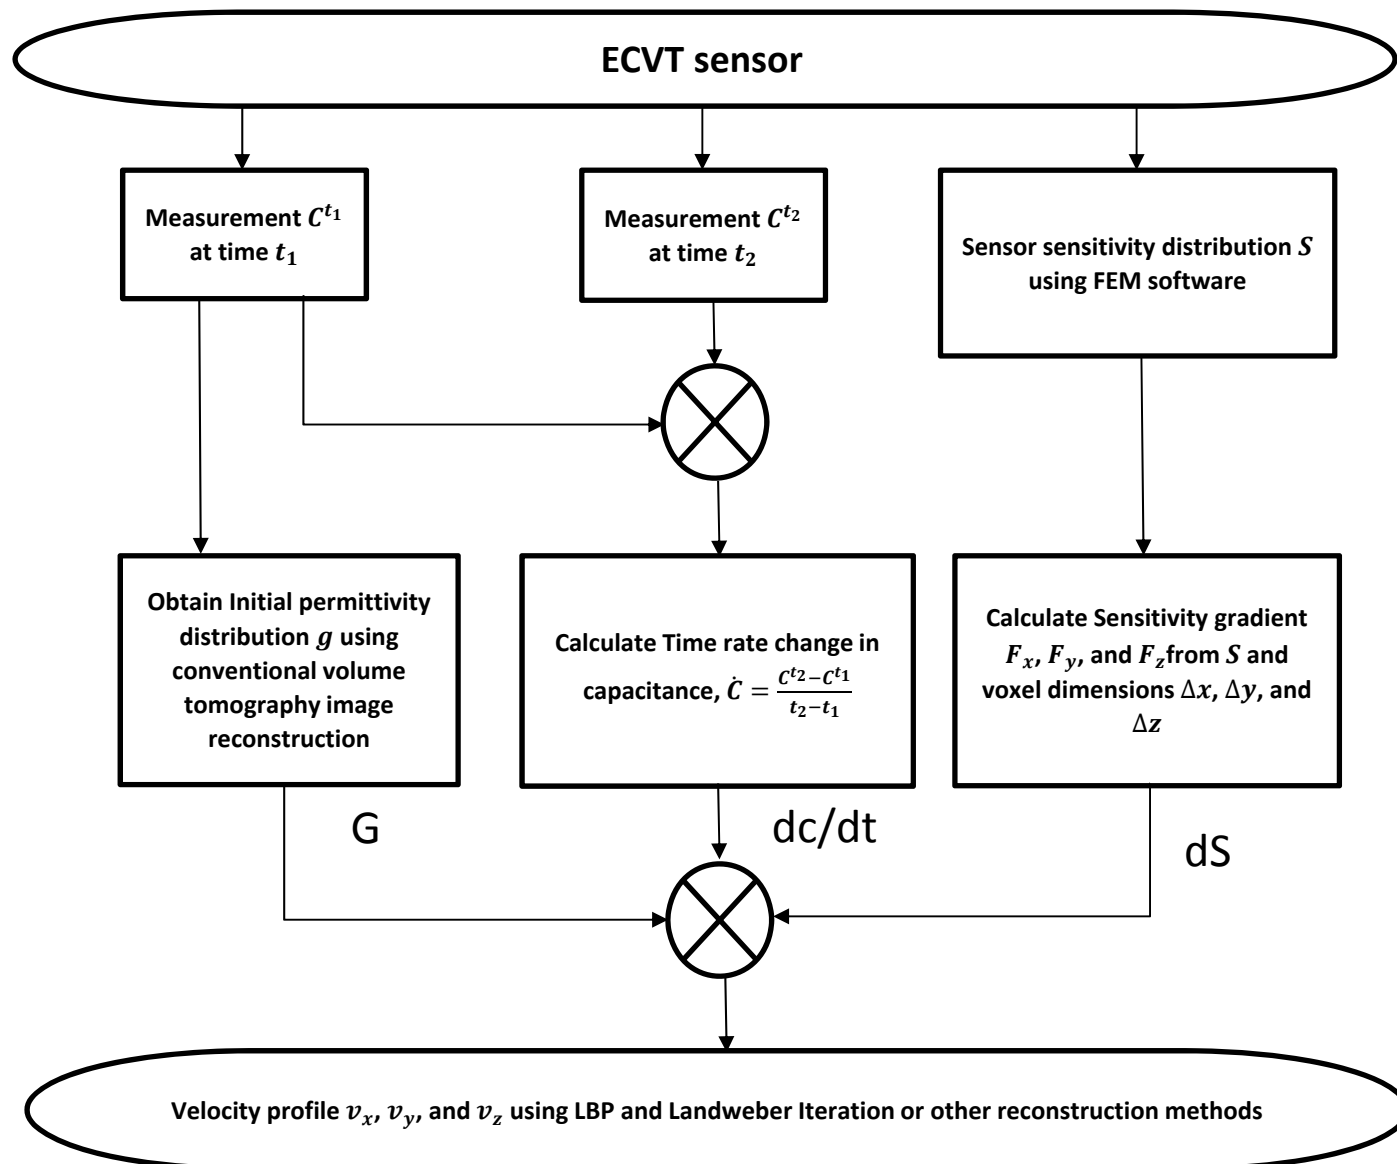 ECVT sensor
Measurement C^{t_1}
at time t_1
Measurement C^{t_2}
at time t_2
Sensor sensitivity distribution S
using FEM software
Obtain Initial permittivity
distribution g using
conventional volume
tomography image
reconstruction
Calculate Time rate change in
capacitance, Ċ = \frac{C^{t_2}−C^{t_1}}{t_2−t_1}
Calculate Sensitivity gradient
F_x, F_y, and F_z from S and
voxel dimensions Δx, Δy, and
Δz
G
dc/dt
dS
Velocity profile v_x, v_y, and v_z using LBP and Landweber Iteration or other reconstruction methods